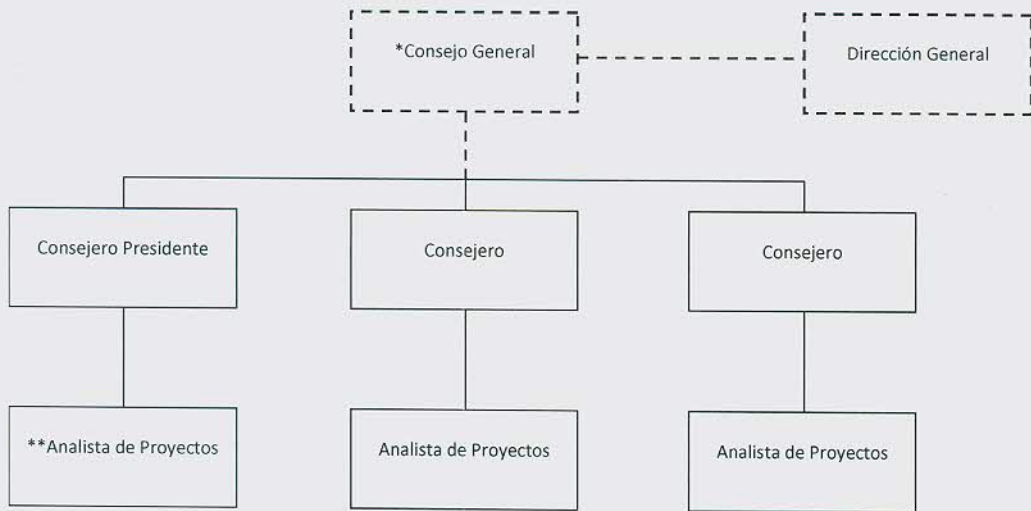 *Consejo General
Dirección General
Consejero Presidente
Consejero
Consejero
**Analista de Proyectos
Analista de Proyectos
Analista de Proyectos